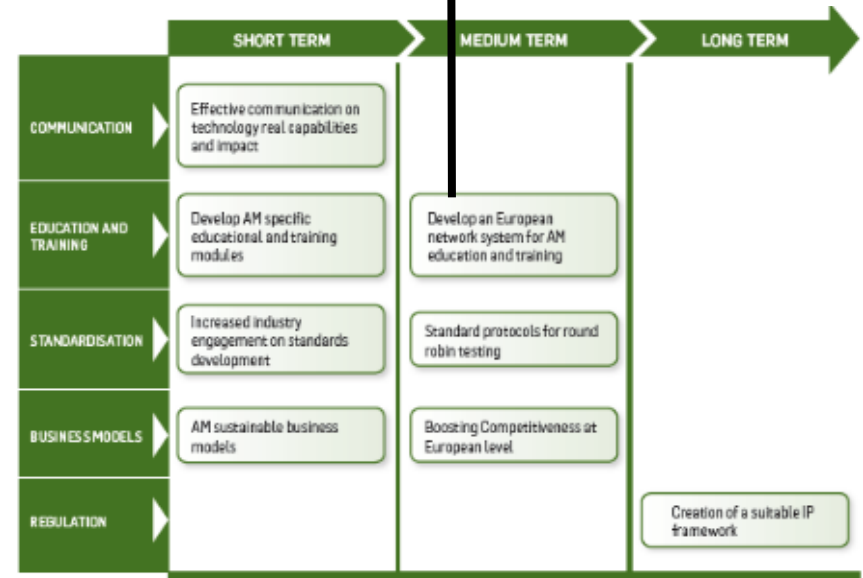 SHORT TERM
MEDIUM TERM
LONG TERM
COMMUNICATION
Effective communication on
technology real capabilities
and impact
EDUCATION AND
TRAINING
Develop AM specific
educational and training
modules
Develop an European
network system for AM
education and training
STANDARDISATION
Increased industry
engagement on standards
development
Standard protocols for round
robin testing
BUSINESS MODELS
AM sustainable business
models
Boosting Competitiveness at
European level
REGULATION
Creation of a suitable IP
framework